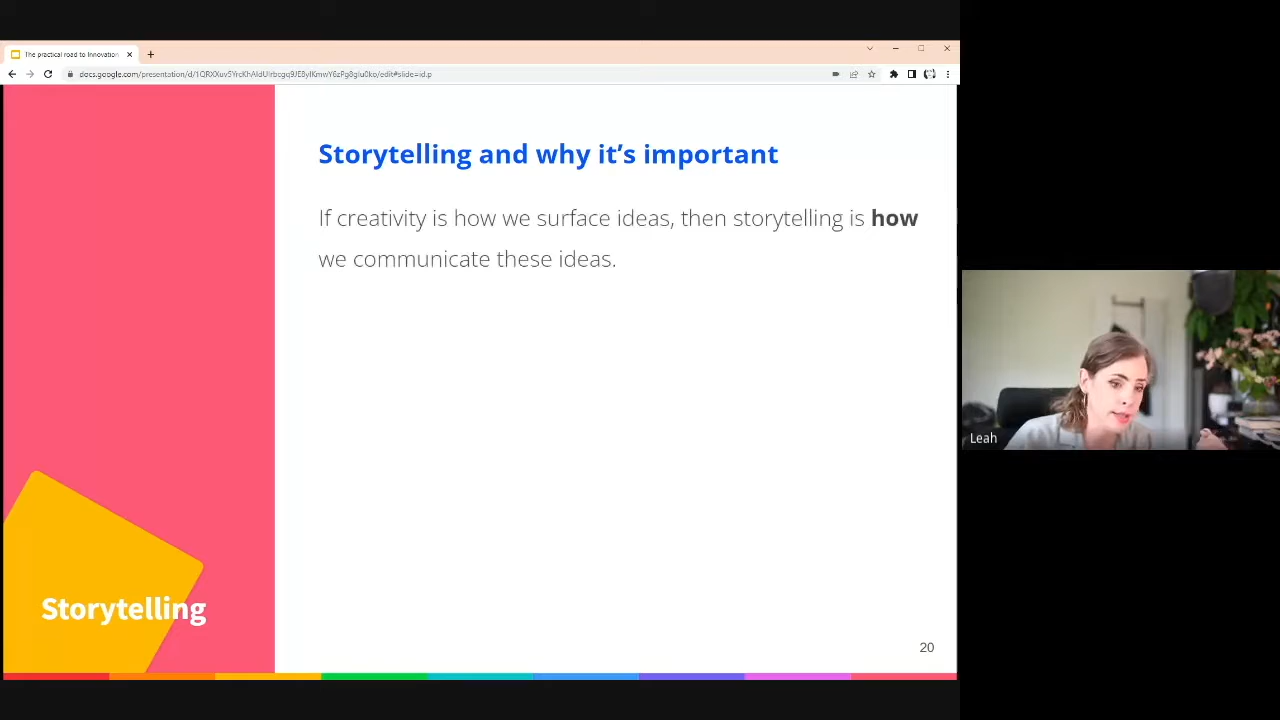 The practical road to Innovation
Storytelling and why it's important
If creativity is how we surface ideas, then storytelling is how
we communicate these ideas.
Leah
Storytelling
20